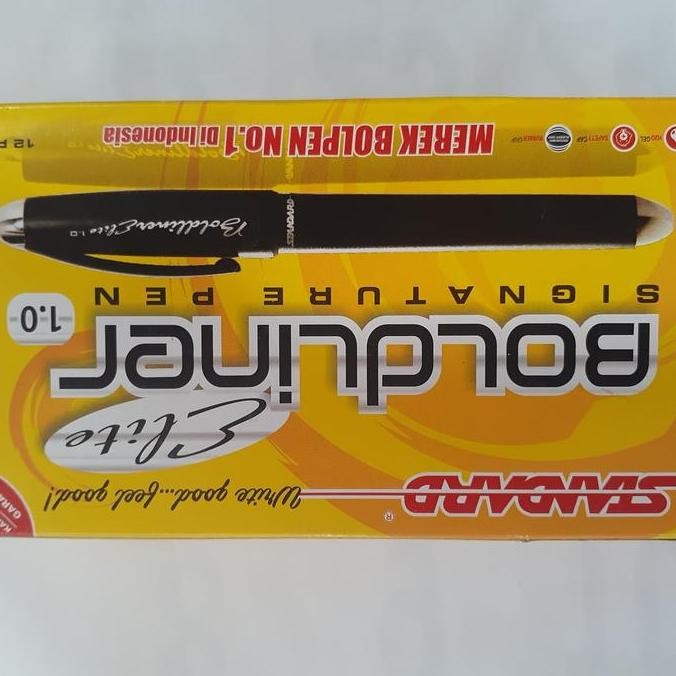 STANDARD ® Write good...feel good!
Elite
BOLDLINER 1.0
SIGNATURE PEN
STANDARD Boldliner Elite 1.0
MEREK BOLPEN NO.1 Di Indonesia
SAFETY CAP
RUBBER GRIP
12